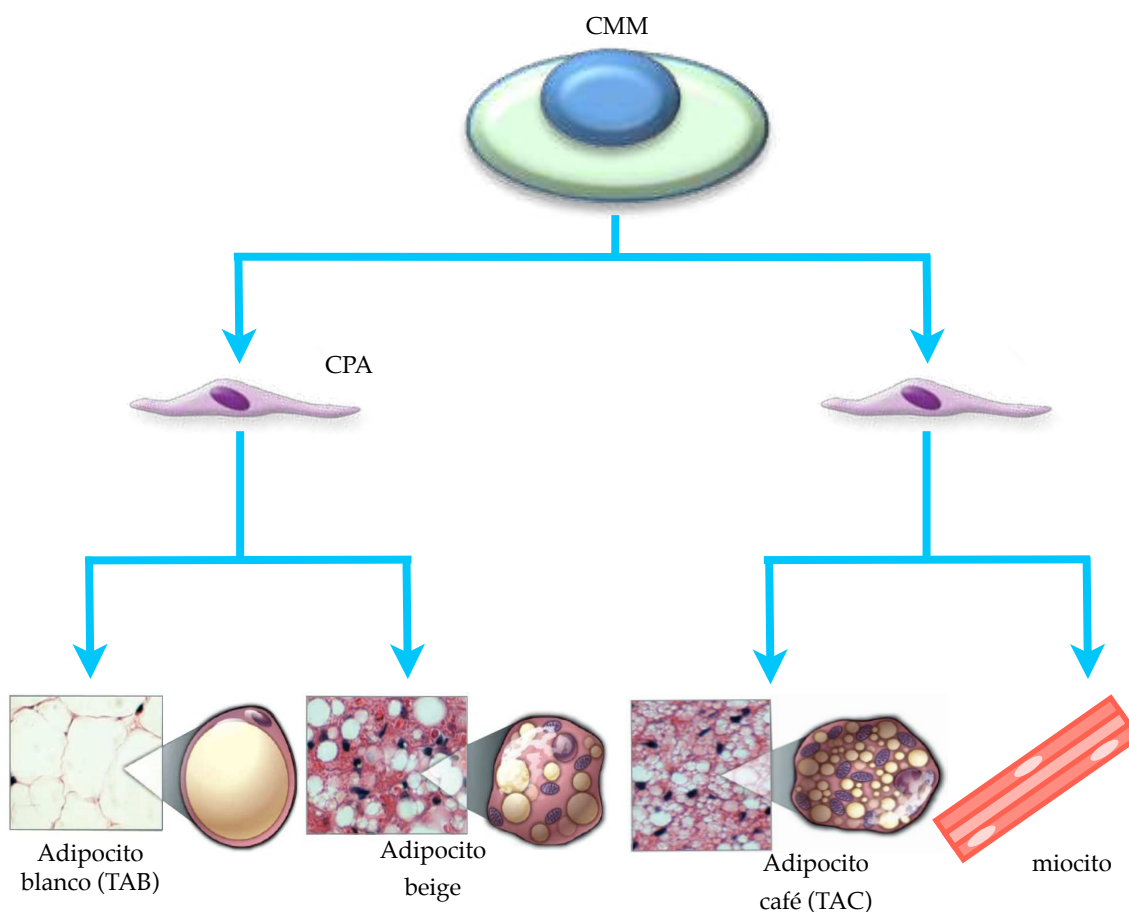 CMM
CPA
Adipocito
blanco (TAB)
Adipocito
beige
Adipocito
café (TAC)
miocito